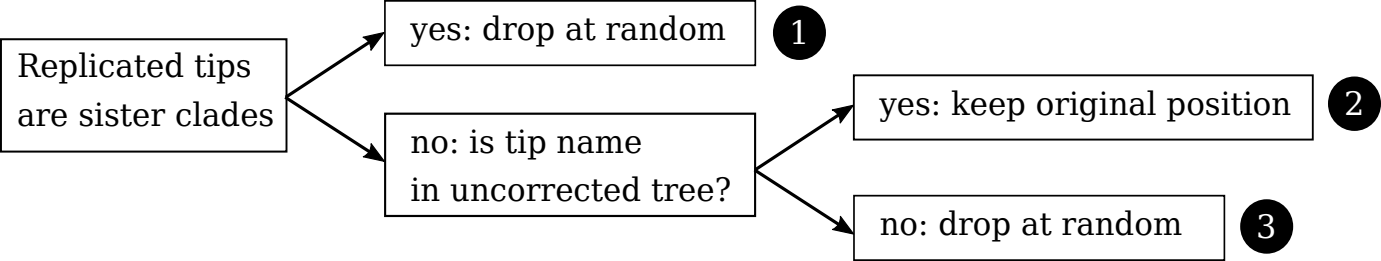 Replicated tips
are sister clades
yes: drop at random
1
no: is tip name
in uncorrected tree?
yes: keep original position
2
no: drop at random
3